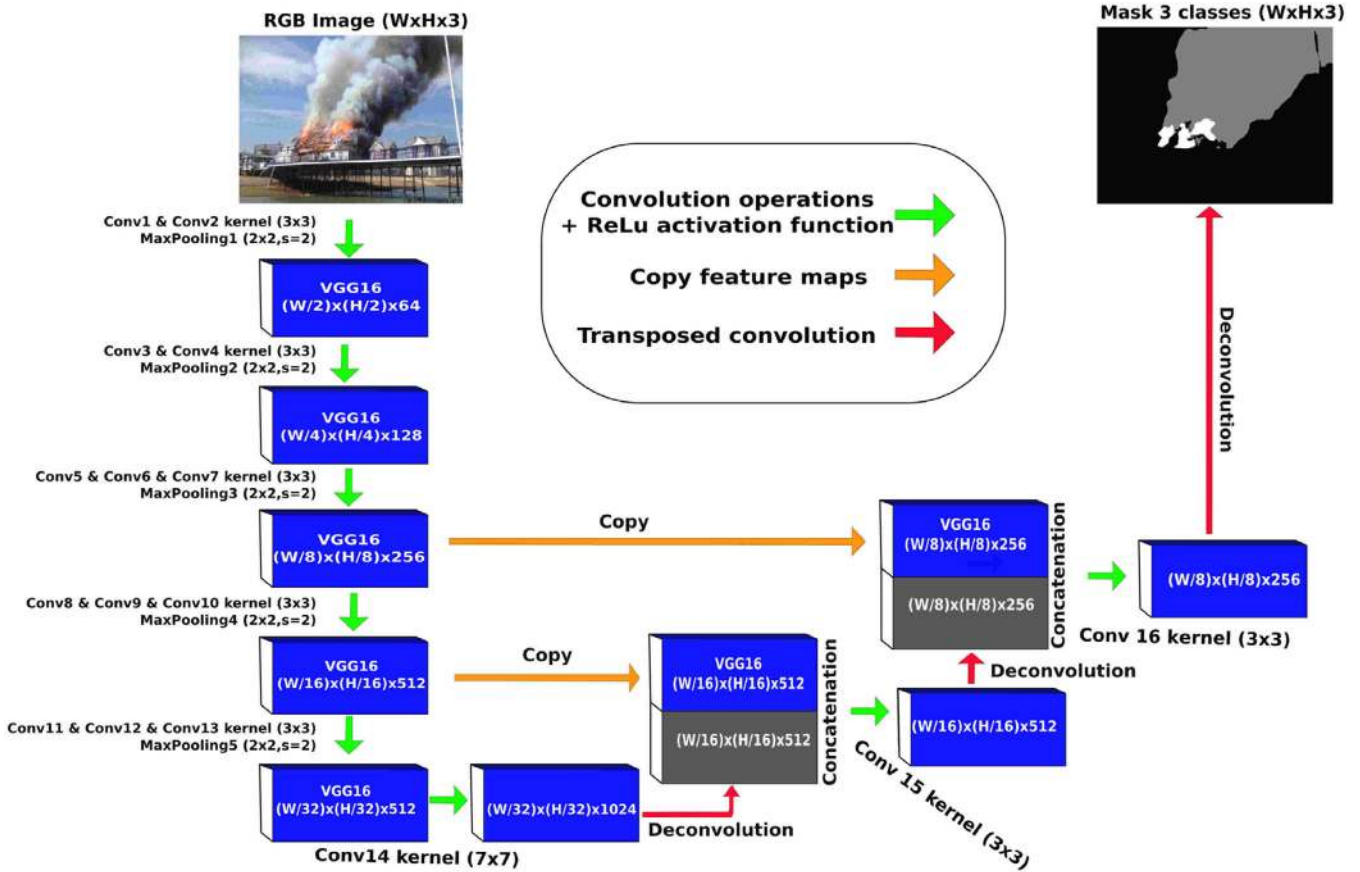 RGB Image (WxHx3)
Mask 3 classes (WxHx3)
Conv1 & Conv2 kernel (3x3)
MaxPooling1 (2x2,s=2)
VGG16
(W/2)x(H/2)x64
Conv3 & Conv4 kernel (3x3)
MaxPooling2 (2x2,s=2)
VGG16
(W/4)x(H/4)x128
Conv5 & Conv6 & Conv7 kernel (3x3)
MaxPooling3 (2x2,s=2)
VGG16
(W/8)x(H/8)x256
Conv8 & Conv9 & Conv10 kernel (3x3)
MaxPooling4 (2x2,s=2)
VGG16
(W/16)x(H/16)x512
Conv11 & Conv12 & Conv13 kernel (3x3)
MaxPooling5 (2x2,s=2)
VGG16
(W/32)x(H/32)x512
Conv14 kernel (7x7)
(W/32)x(H/32)x1024
Deconvolution
Copy
VGG16
(W/16)x(H/16)x512
(W/16)x(H/16)x512
Concatenation
Conv 15 kernel (3x3)
(W/16)x(H/16)x512
Deconvolution
Copy
VGG16
(W/8)x(H/8)x256
(W/8)x(H/8)x256
Concatenation
Conv 16 kernel (3x3)
(W/8)x(H/8)x256
Deconvolution
Convolution operations
+ ReLu activation function
Copy feature maps
Transposed convolution